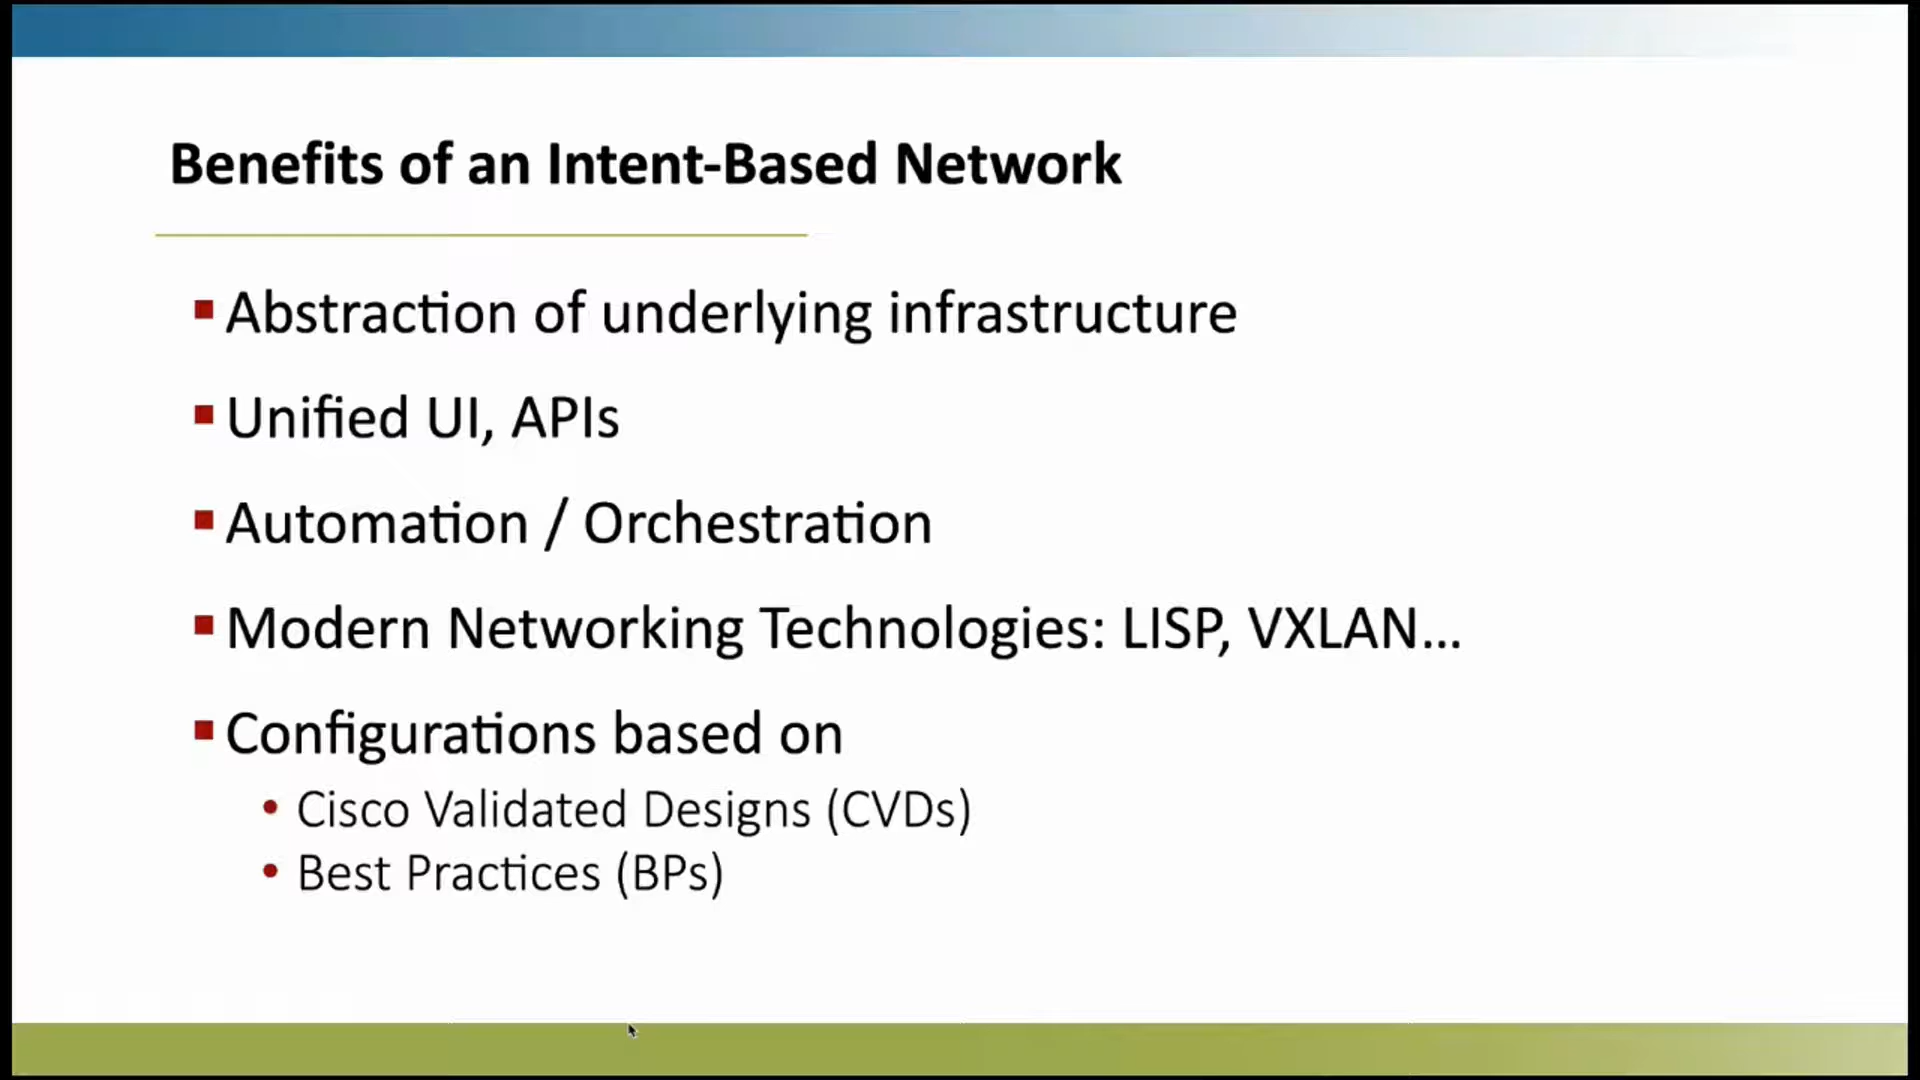 Benefits of an Intent-Based Network
Abstraction of underlying infrastructure
Unified UI, APIs
Automation / Orchestration
Modern Networking Technologies: LISP, VXLAN...
Configurations based on
Cisco Validated Designs (CVDs)
Best Practices (BPs)